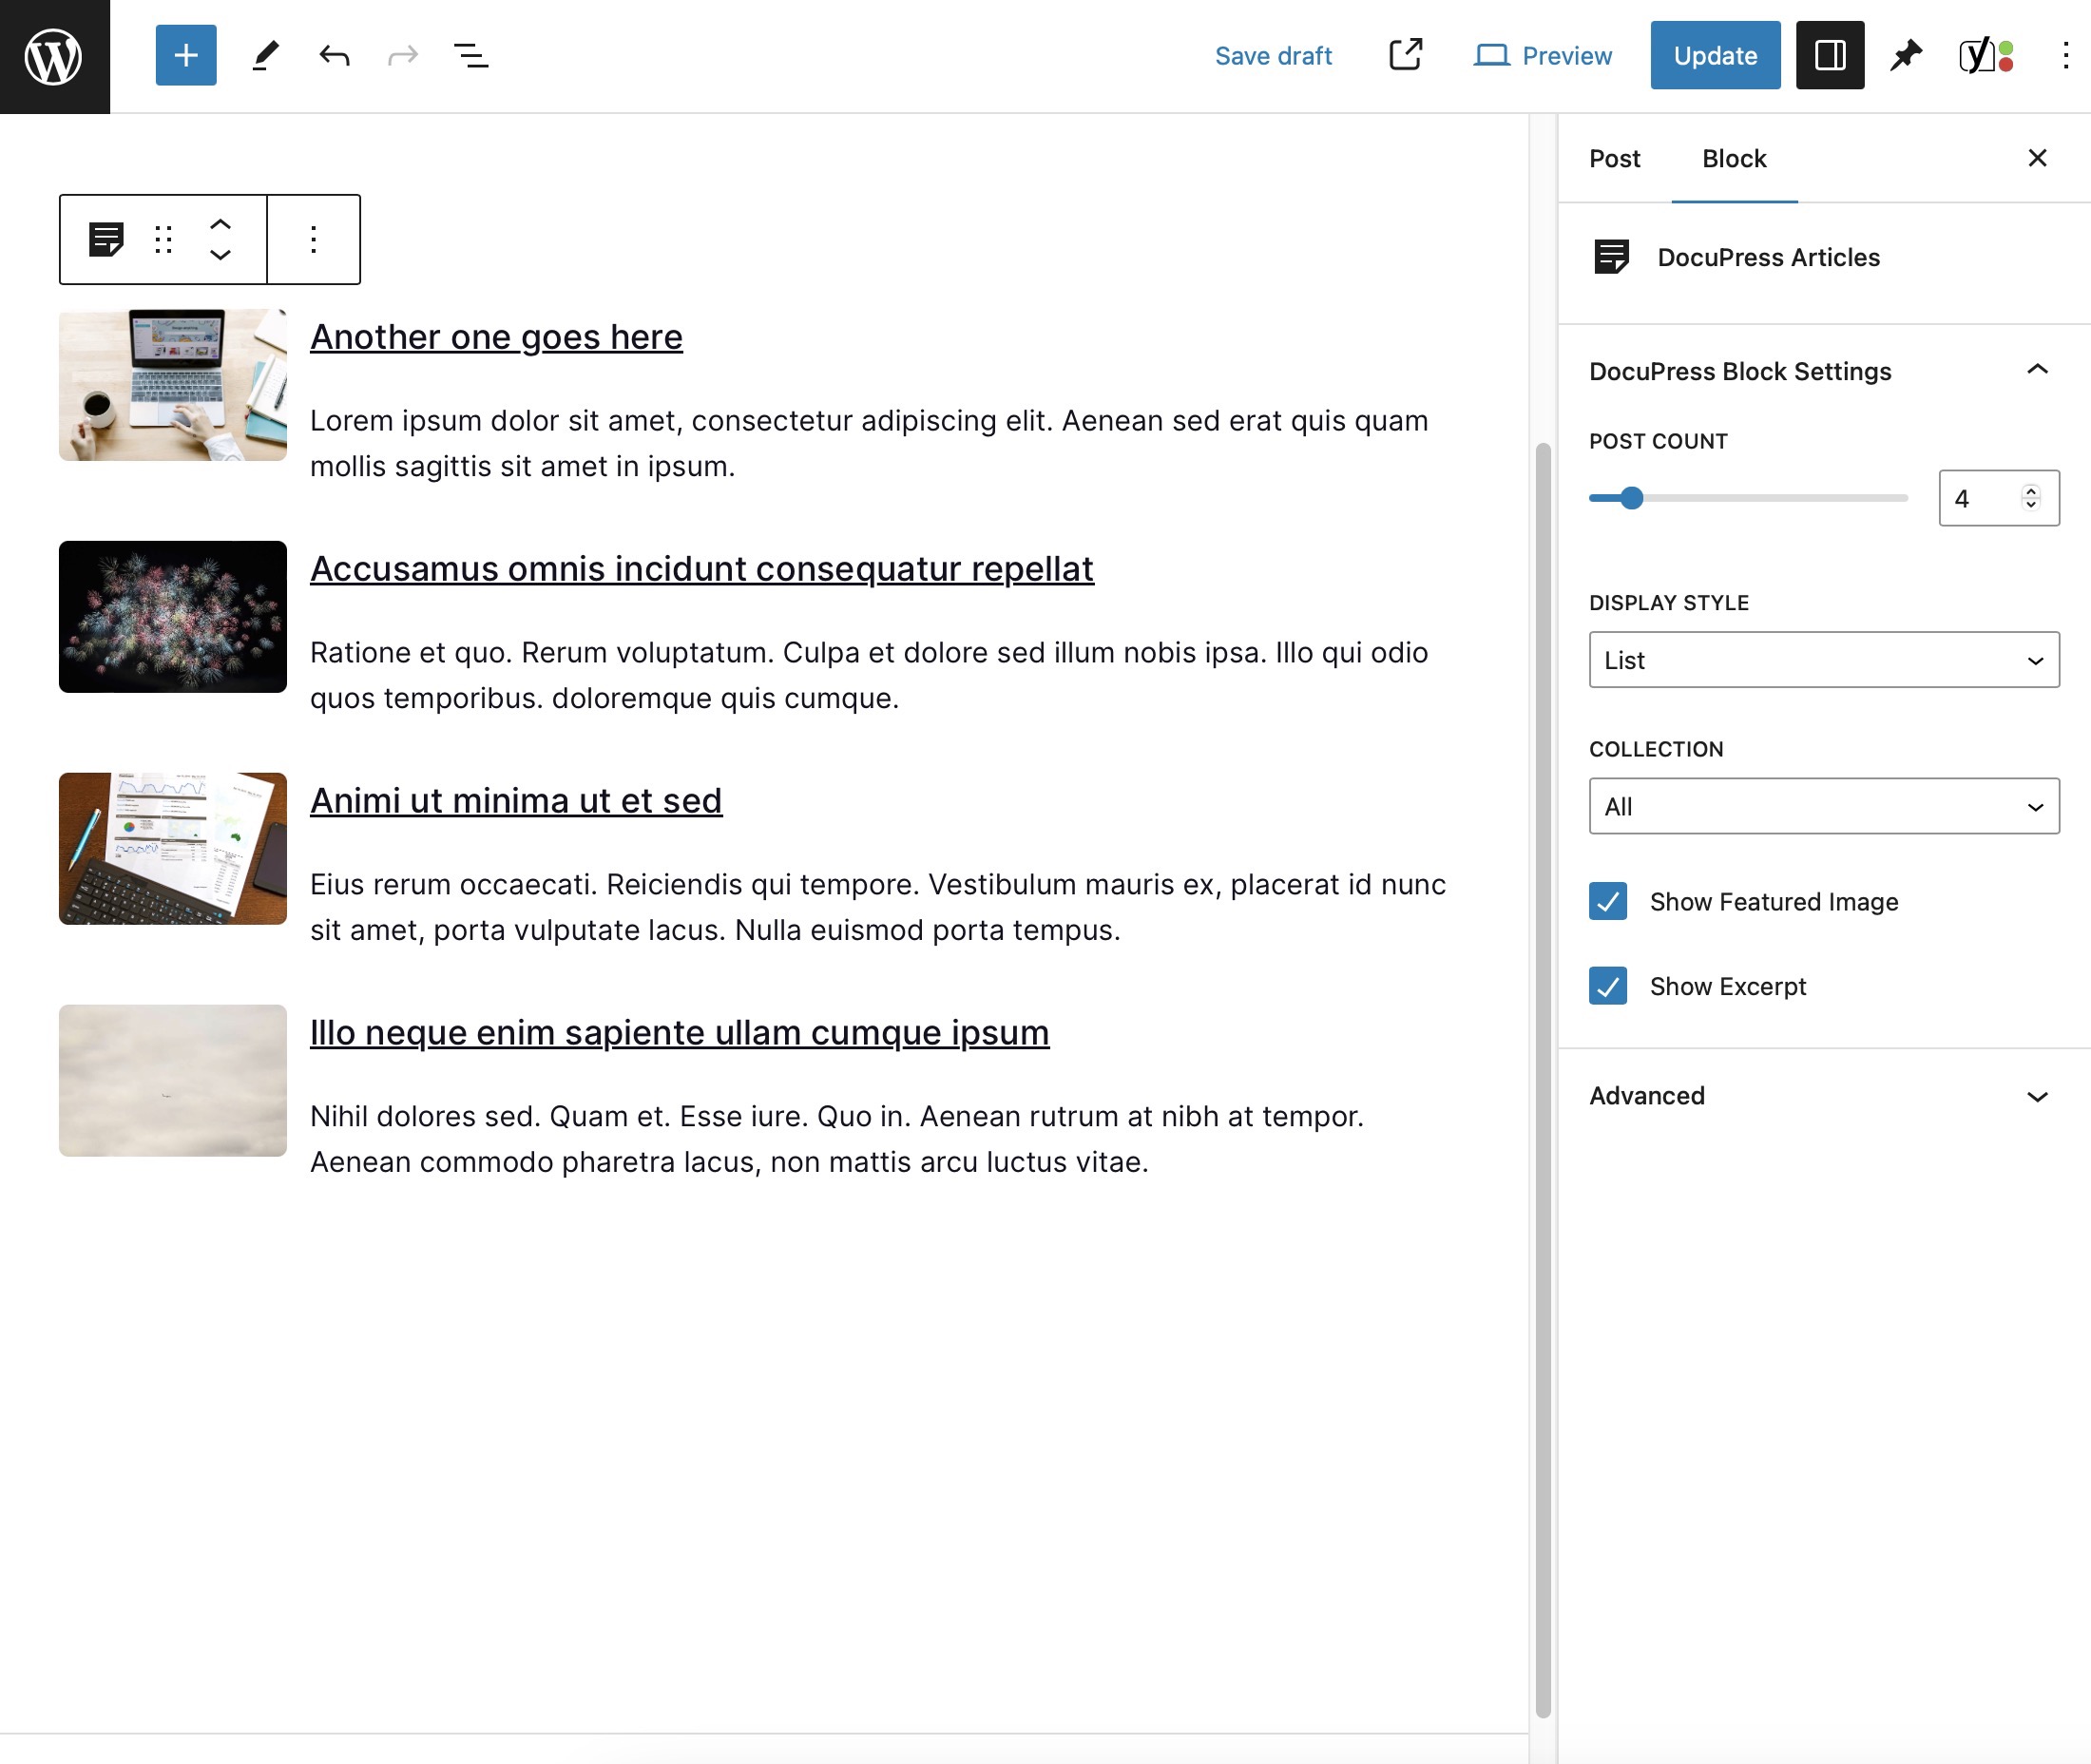 Save draft
Preview
Update
Post
Block
DocuPress Articles
DocuPress Block Settings
POST COUNT
4
DISPLAY STYLE
List
COLLECTION
All
Show Featured Image
Show Excerpt
Advanced
Another one goes here
Lorem ipsum dolor sit amet, consectetur adipiscing elit. Aenean sed erat quis quam
mollis sagittis sit amet in ipsum.
Accusamus omnis incidunt consequatur repellat
Ratione et quo. Rerum voluptatum. Culpa et dolore sed illum nobis ipsa. Illo qui odio
quos temporibus. doloremque quis cumque.
Animi ut minima ut et sed
Eius rerum occaecati. Reiciendis qui tempore. Vestibulum mauris ex, placerat id nunc
sit amet, porta vulputate lacus. Nulla euismod porta tempus.
Illo neque enim sapiente ullam cumque ipsum
Nihil dolores sed. Quam et. Esse iure. Quo in. Aenean rutrum at nibh at tempor.
Aenean commodo pharetra lacus, non mattis arcu luctus vitae.